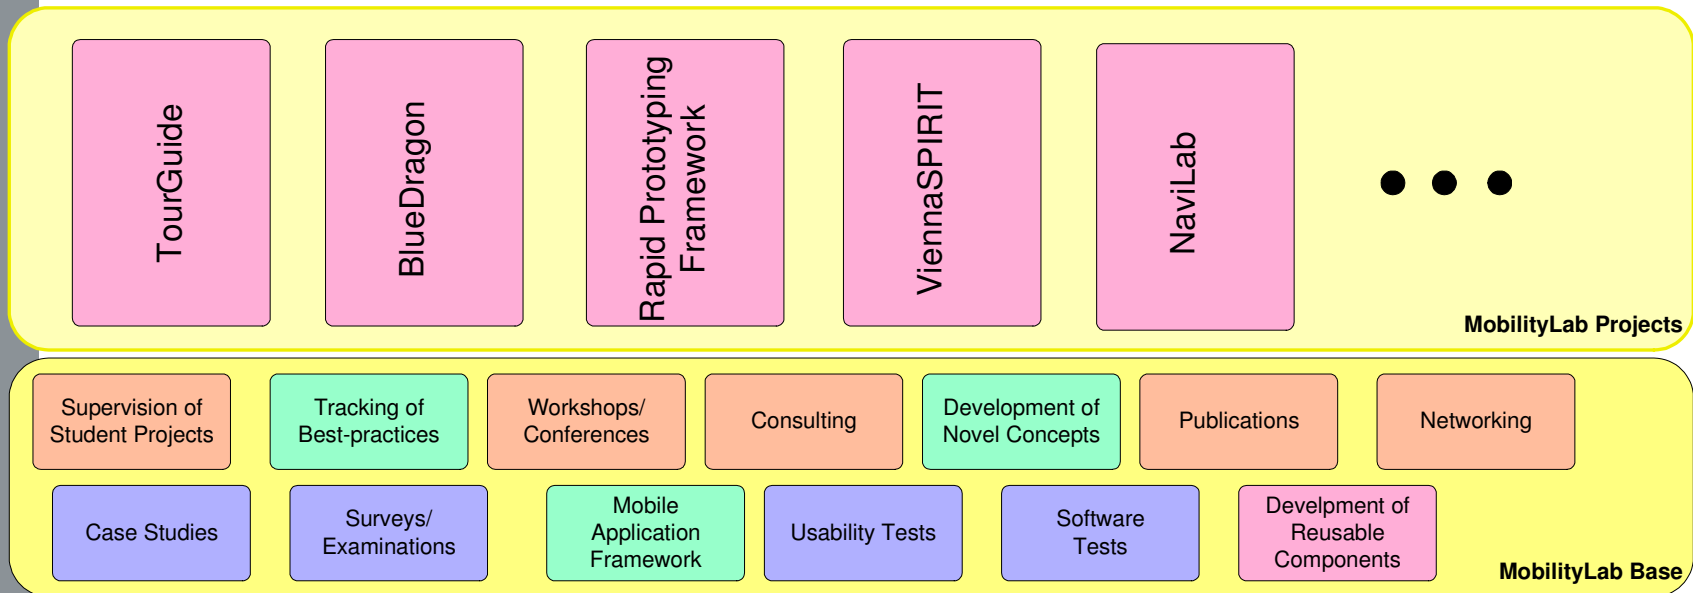 TourGuide
BlueDragon
Rapid Prototyping
Framework
ViennaSPIRIT
NaviLab
MobilityLab Projects
Supervision of
Student Projects
Tracking of
Best-practices
Workshops/
Conferences
Consulting
Development of
Novel Concepts
Publications
Networking
Case Studies
Surveys/
Examinations
Mobile
Application
Framework
Usability Tests
Software
Tests
Develpment of
Reusable
Components
MobilityLab Base